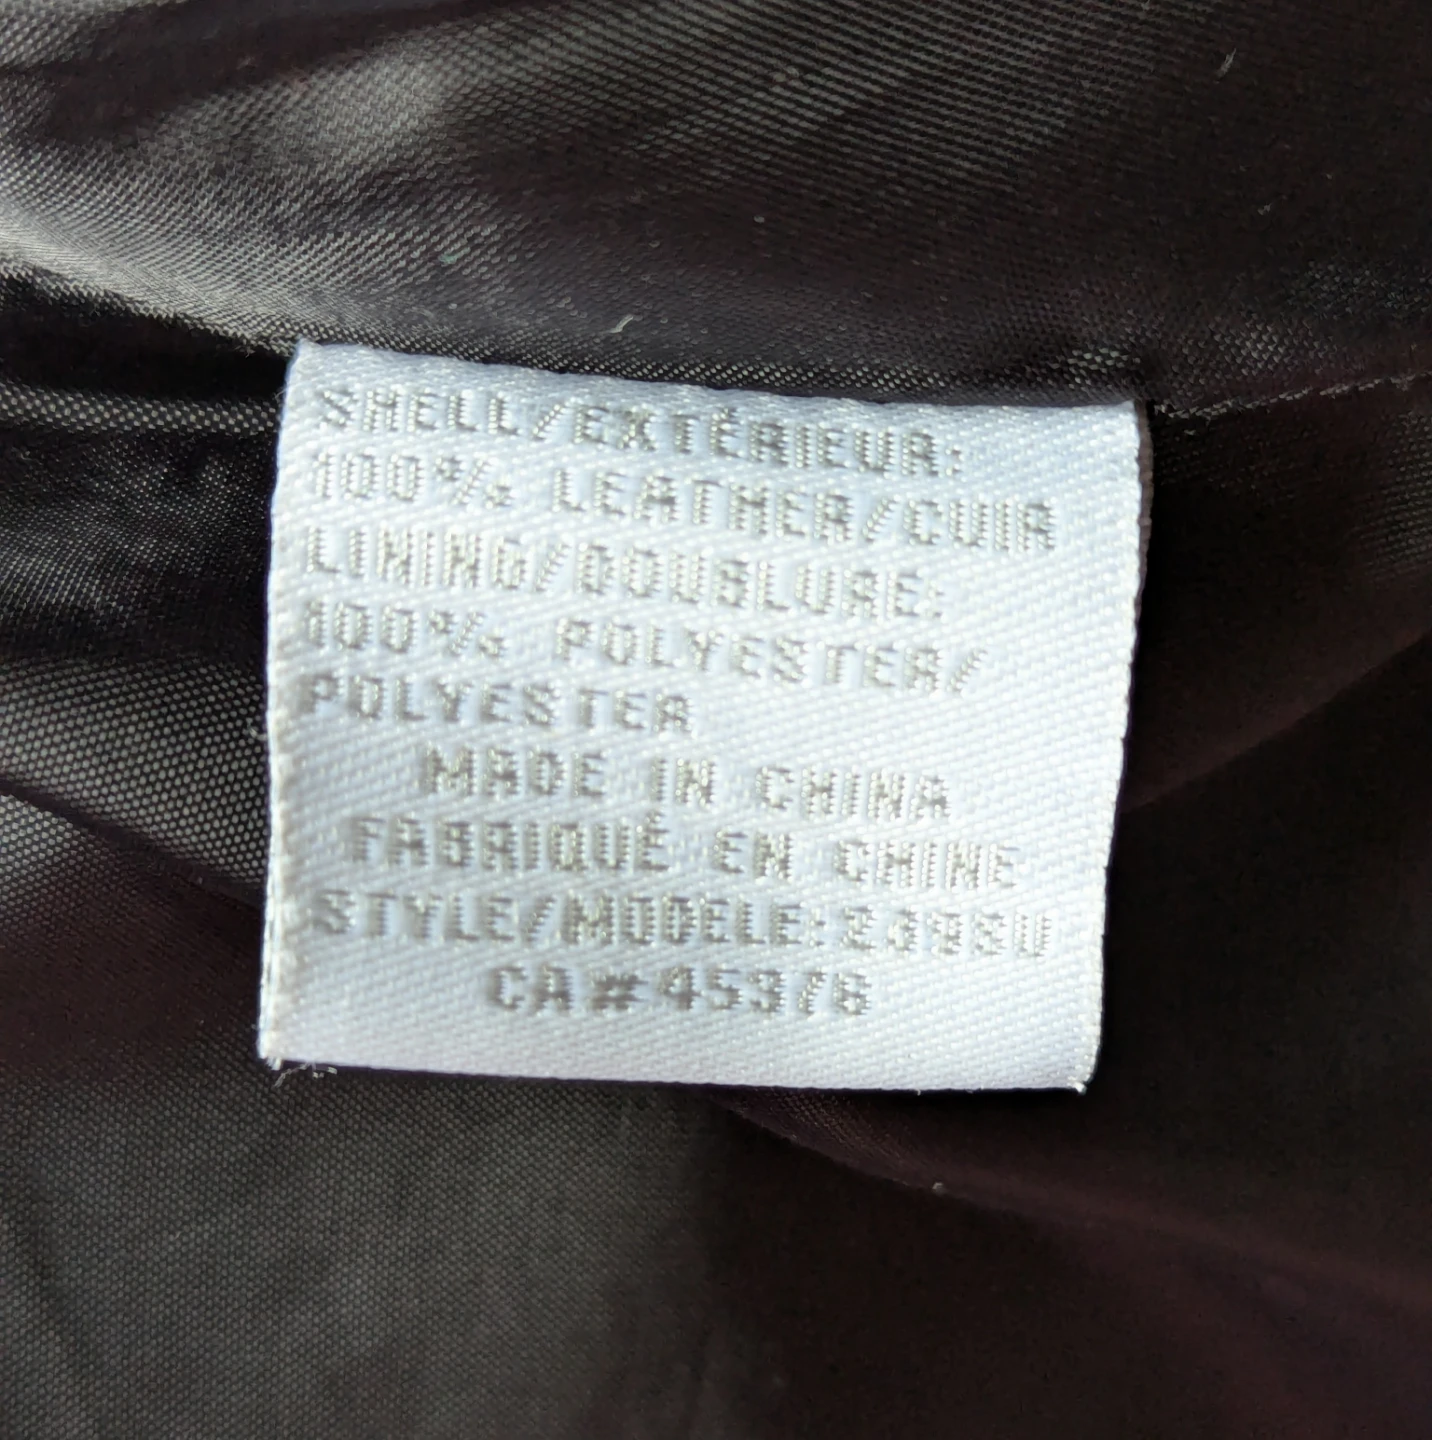 SHELL/EXTÉRIEUR:
100% LEATHER/CUIR
LINING/DOUBLURE:
100% POLYESTER/
POLYESTER
MADE IN CHINA
FABRIQUÉ EN CHINE
STYLE/MODELE:
CA#45376